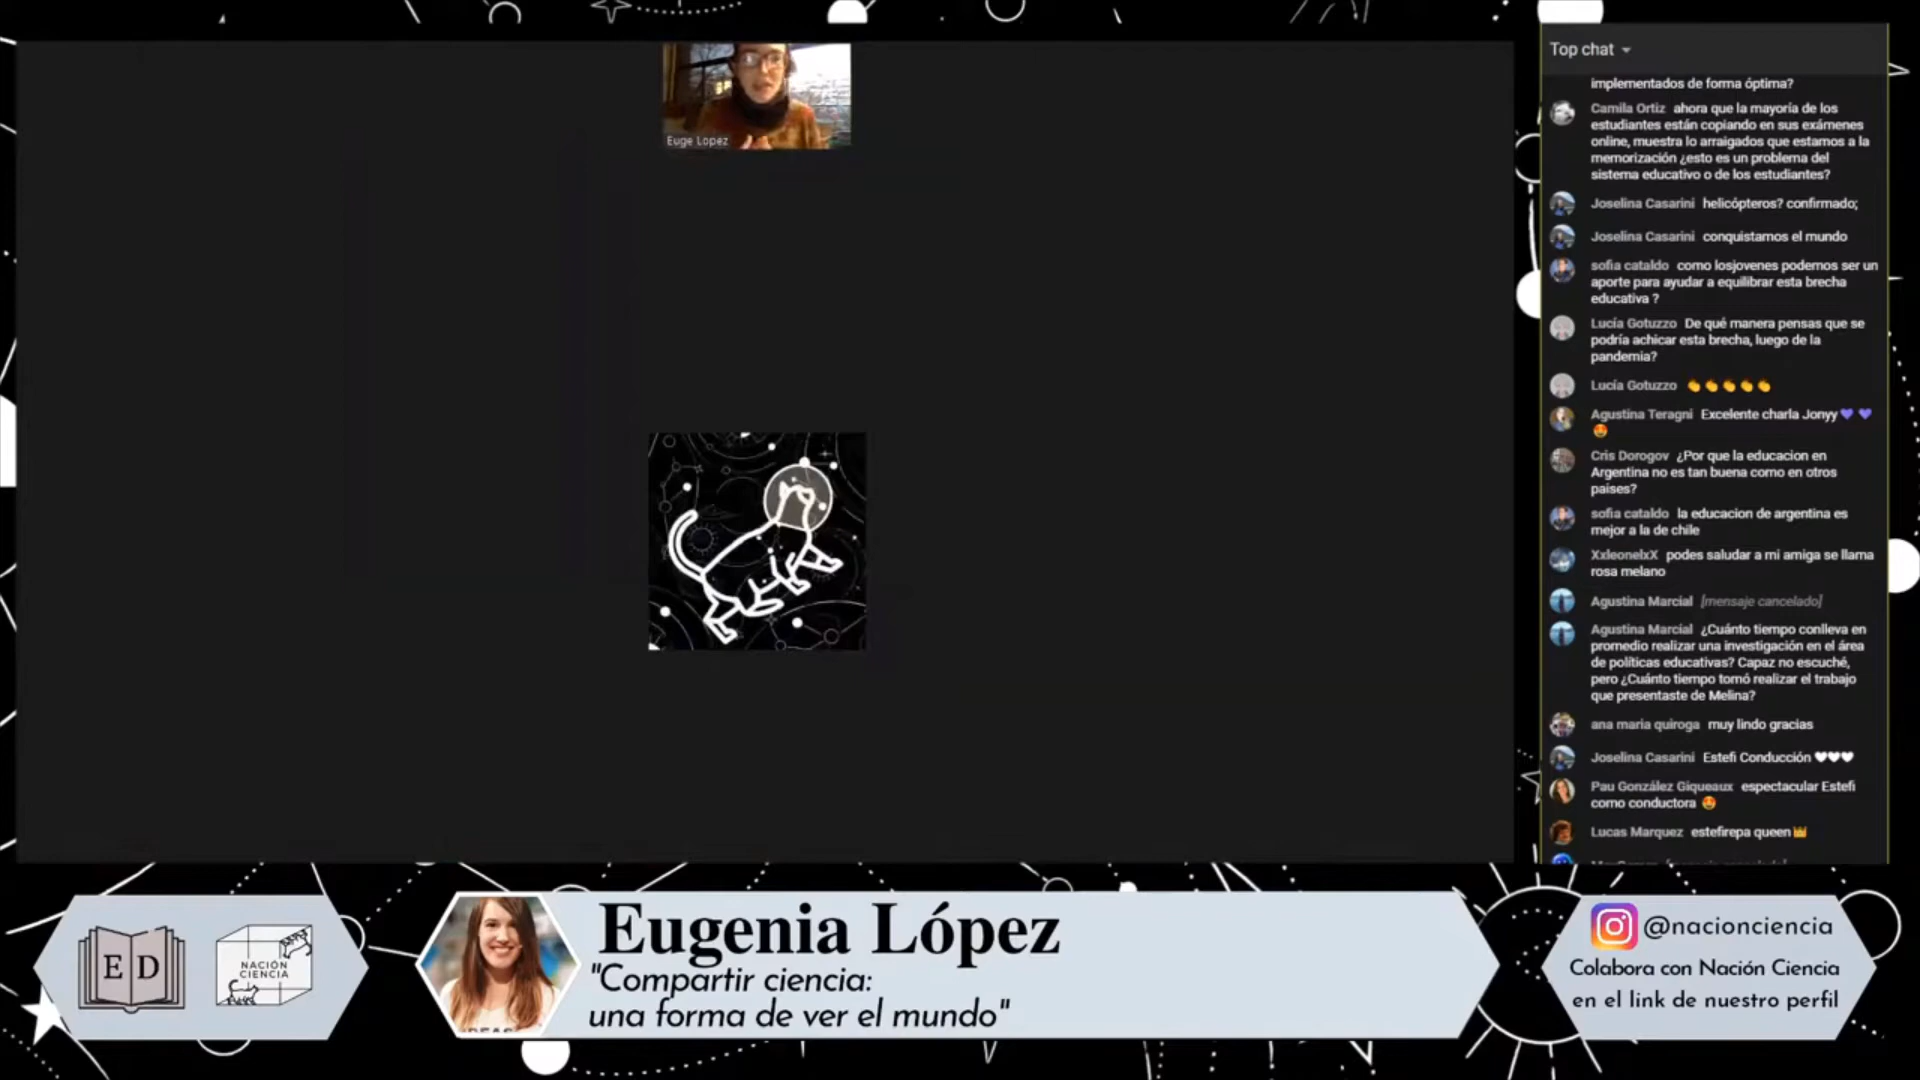 Euge Lopez
Top chat
implementados de forma óptima?
Camila Ortiz ahora que la mayoría de los
estudiantes están copiando en sus exámenes
online, muestra lo arraigados que estamos a la
memorización ¿esto es un problema del
sistema educativo o de los estudiantes?
Joselina Casarini helicópteros? confirmado;
Joselina Casarini conquistamos el mundo
sofia cataldo como losjovenes podemos ser un
aporte para ayudar a equilibrar esta brecha
educativa ?
Lucía Gotuzzo De qué manera pensas que se
podría achicar esta brecha, luego de la
pandemia?
Lucía Gotuzzo 👏👏👏👏👏
Agustina Teragni Excelente charla Jonyy 💜 💜
😍
Cris Dorogov ¿Por que la educacion en
Argentina no es tan buena como en otros
paises?
sofia cataldo la educacion de argentina es
mejor a la de chile
XxleonelxX podes saludar a mi amiga se llama
rosa melano
Agustina Marcial [mensaje cancelado]
Agustina Marcial ¿Cuánto tiempo conlleva en
promedio realizar una investigación en el área
de políticas educativas? Capaz no escuché,
pero ¿Cuánto tiempo tomó realizar el trabajo
que presentaste de Melina?
ana maria quiroga muy lindo gracias
Joselina Casarini Estefi Conducción 🤍🤍🤍
Pau González Giqueaux espectacular Estefi
como conductora 😍
Lucas Marquez estefirepa queen 👑
E D
NACIÓN
CIENCIA
Eugenia López
"Compartir ciencia:
una forma de ver el mundo"
@nacionciencia
Colabora con Nación Ciencia
en el link de nuestro perfil